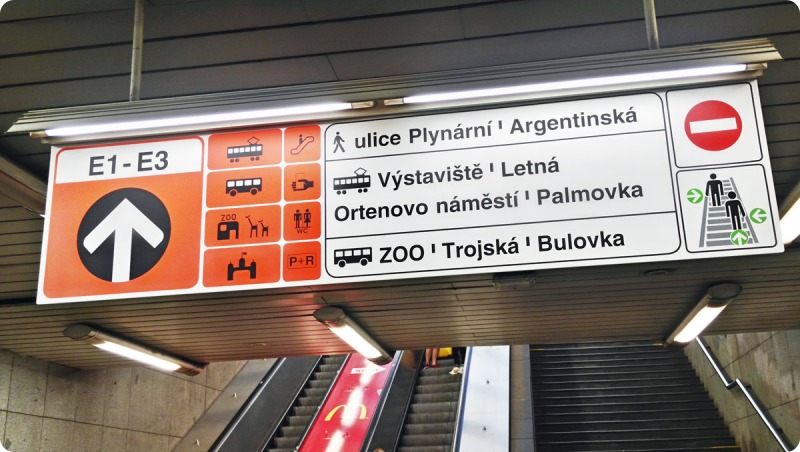 E1 - E3
ZOO
WC
P+R
ulice Plynární ' Argentinská
Výstaviště ' Letná
Ortenovo náměstí ' Palmovka
ZOO ' Trojská ' Bulovka